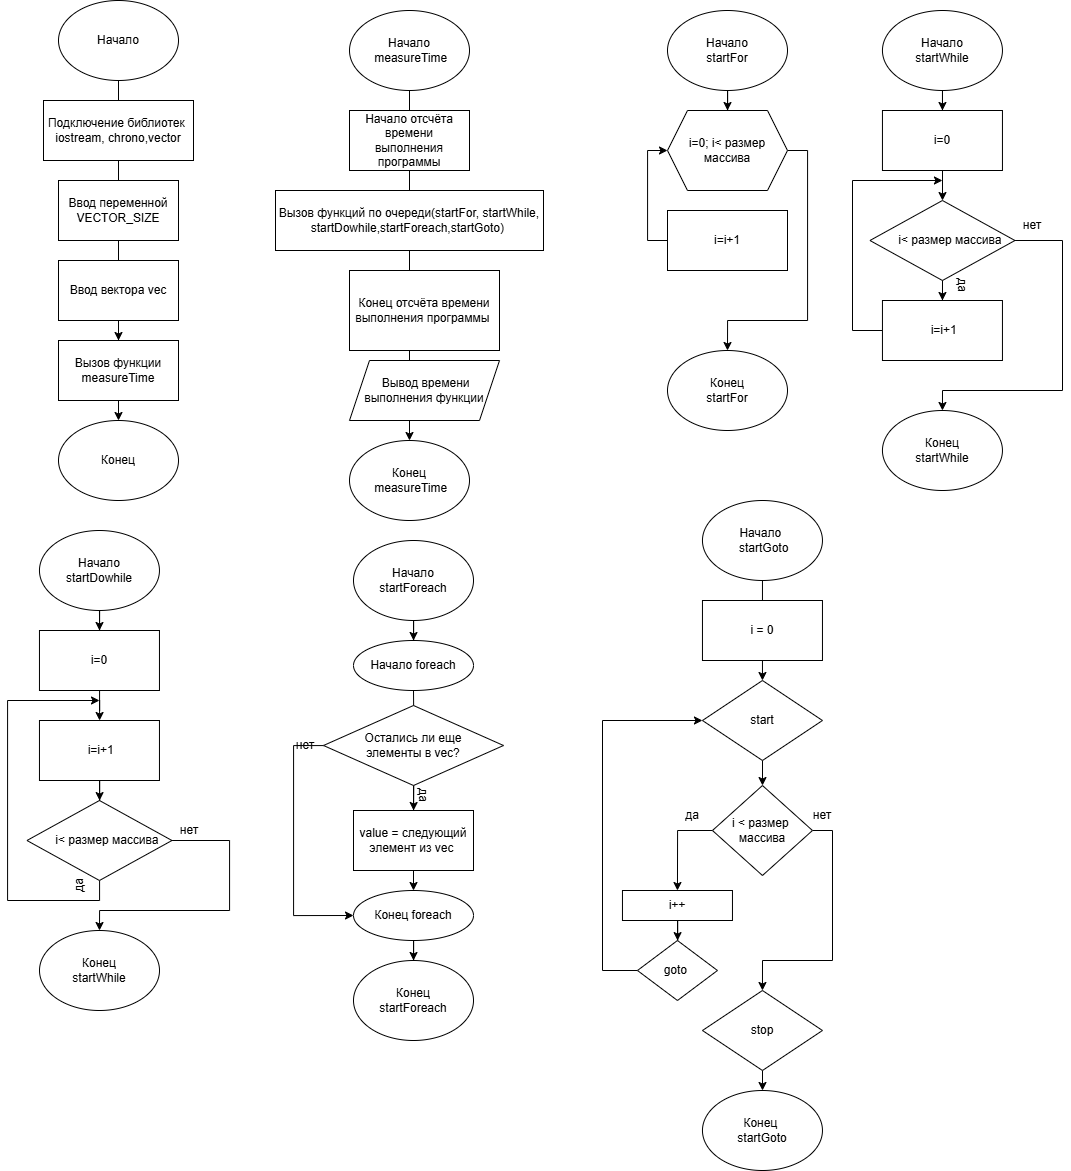 Начало
Подключение библиотек
iostream, chrono,vector
Ввод переменной
VECTOR_SIZE
Ввод вектора vec
Вызов функции
measureTime
Конец
Начало
measureTime
Начало отсчёта
времени
выполнения
программы
Вызов функций по очереди(startFor, startWhile,
startDowhile,startForeach,startGoto)
Конец отсчёта времени
выполнения программы
Вывод времени
выполнения функции
Конец
measureTime
Начало
startFor
i=0; i< размер
массива
i=i+1
Конец
startFor
Начало
startWhile
i=0
i< размер массива
нет
да
i=i+1
Конец
startWhile
Начало
startDowhile
i=0
i=i+1
i< размер массива
нет
да
Конец
startWhile
Начало
startForeach
Начало foreach
Остались ли еще
элементы в vec?
нет
да
value = следующий
элемент из vec
Конец foreach
Конец
startForeach
Начало
startGoto
i = 0
start
i < размер
массива
да
нет
i++
goto
stop
Конец
startGoto